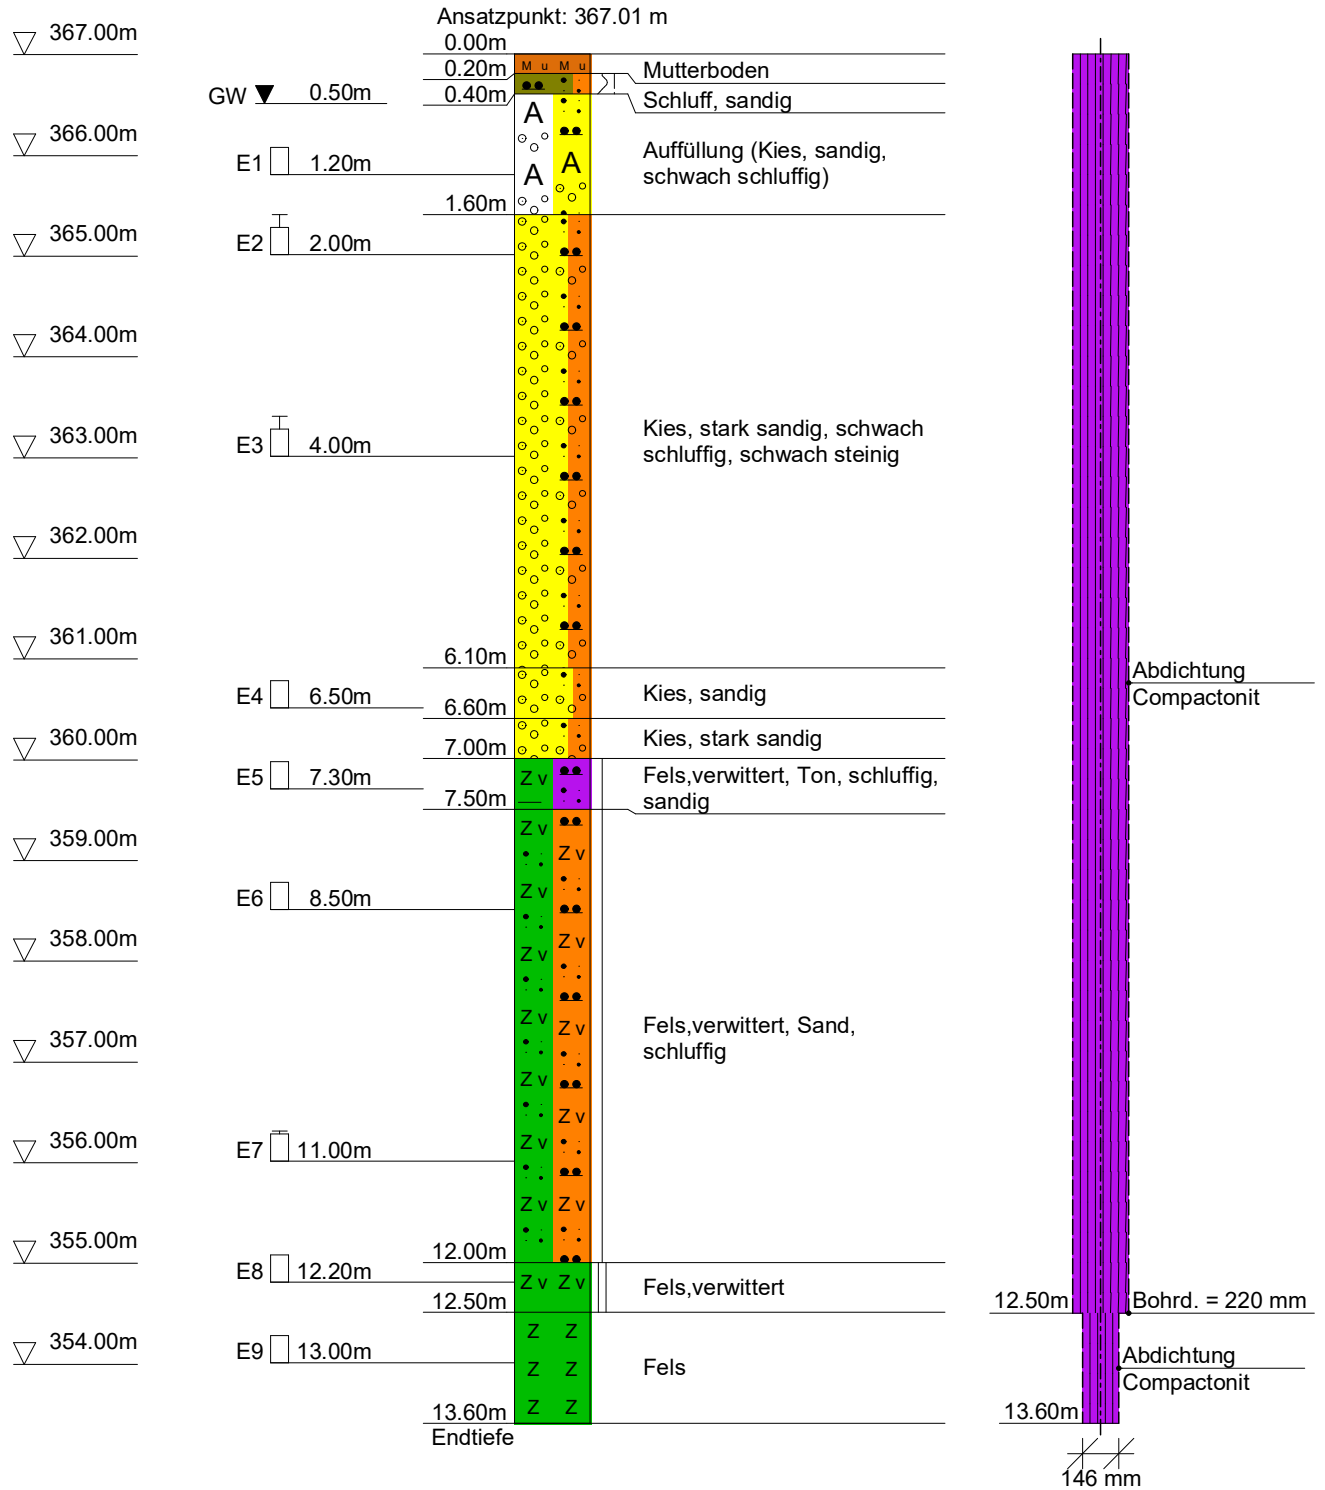 Ansatzpunkt: 367.01 m
367.00m
0.00m
M u M u
0.20m
Mutterboden
GW 0.50m
0.40m
Schluff, sandig
A
366.00m
Auffüllung (Kies, sandig,
schwach schluffig)
E1 1.20m
A
A
1.60m
365.00m
E2 2.00m
364.00m
363.00m
E3 4.00m
Kies, stark sandig, schwach
schluffig, schwach steinig
362.00m
361.00m
6.10m
Abdichtung
Compactonit
E4 6.50m
Kies, sandig
6.60m
360.00m
7.00m
Kies, stark sandig
E5 7.30m
Z v
Fels,verwittert, Ton, schluffig,
sandig
7.50m
359.00m
Z v
Z v
E6 8.50m
Z v
358.00m
Z v
Z v
357.00m
Z v
Z v
Fels,verwittert, Sand,
schluffig
Z v
Z v
356.00m
E7 11.00m
Z v
Z v Z v
355.00m
12.00m
E8 12.20m
Z v Z v
Fels,verwittert
12.50m
12.50m
Bohrd. = 220 mm
354.00m
Z Z
E9 13.00m
Z Z
Fels
Abdichtung
Compactonit
Z Z
13.60m
13.60m
Endtiefe
146 mm